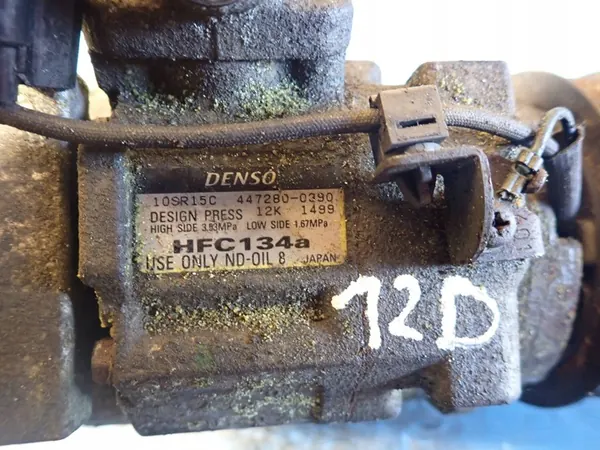 DENSO
10SR15C 447280-0390
DESIGN PRESS 12K 1499
HIGH SIDE 3.53MPa LOW SIDE 1.67MPa
HFC134a
USE ONLY ND-OIL 8 JAPAN
12D